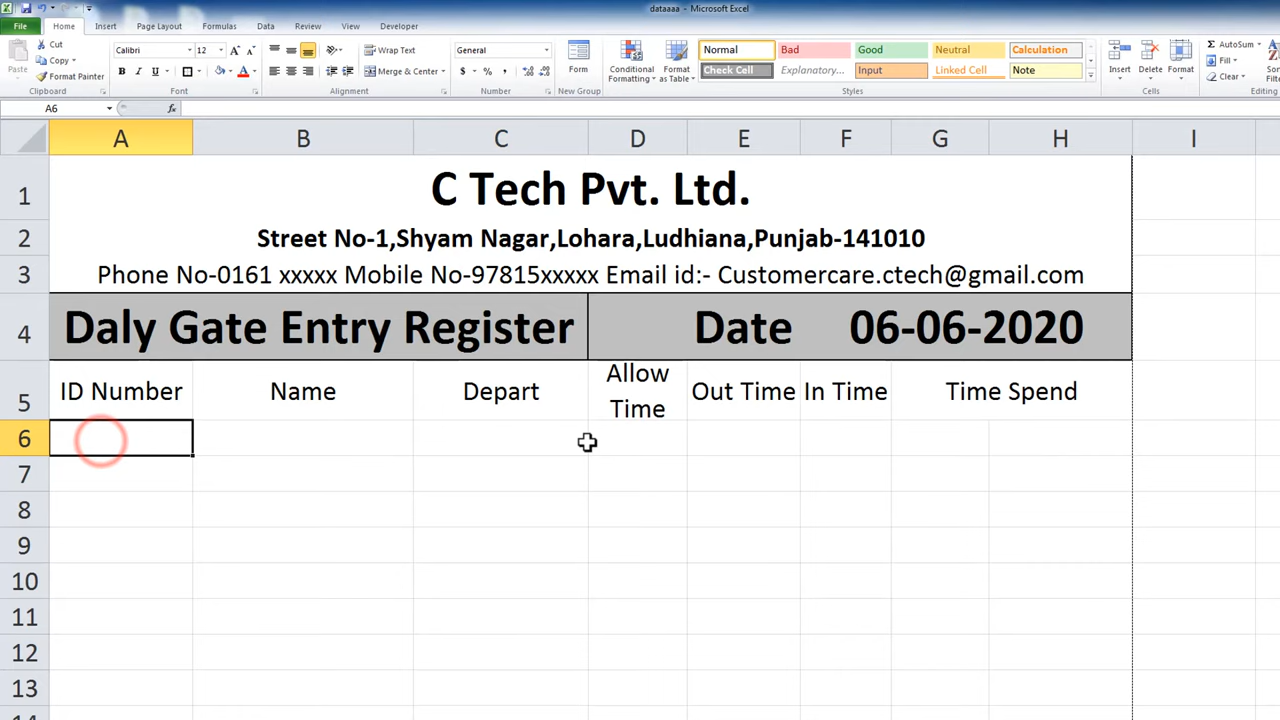 dataaaa - Microsoft Excel
File Home Insert Page Layout Formulas Data Review View Developer
Paste Cut Copy Format Painter Clipboard
Calibri 12 A A B I U A Font
Wrap Text Merge & Center Alignment
General $ % , Number
Form New Group
Conditional Formatting Format as Table
Normal Bad Good Neutral Calculation
Check Cell Explanatory... Input Linked Cell Note
Styles
Insert Delete Format Cells
Σ AutoSum Fill Clear Editing
A6 fx
A B C D E F G H I
1 C Tech Pvt. Ltd.
2 Street No-1,Shyam Nagar,Lohara,Ludhiana,Punjab-141010
3 Phone No-0161 xxxxx Mobile No-97815xxxxx Email id:- Customercare.ctech@gmail.com
4 Daly Gate Entry Register Date 06-06-2020
5 ID Number Name Depart Allow Time Out Time In Time Time Spend
6
7
8
9
10
11
12
13